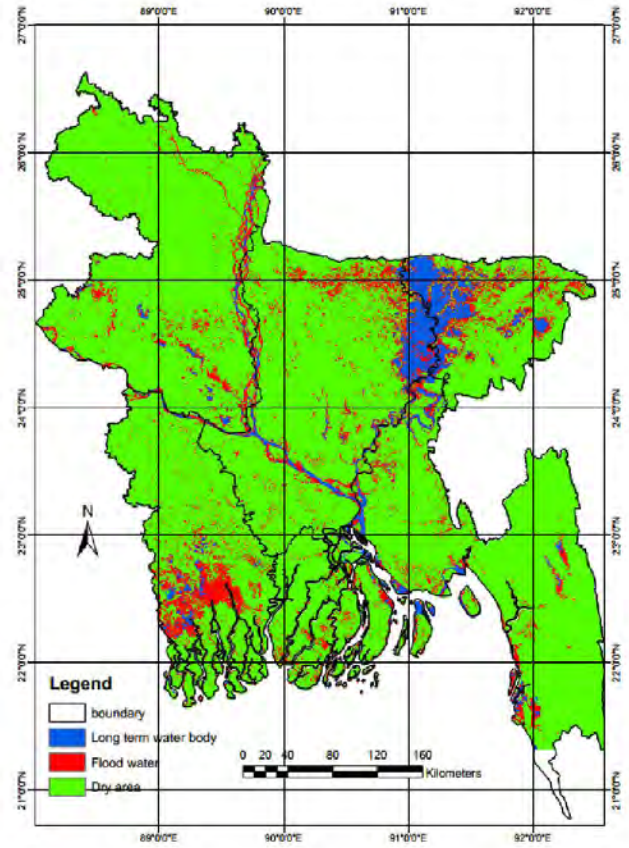 89°0'0"E 90°0'0"E 91°0'0"E 92°0'0"E
27°0'0"N 27°0'0"N
26°0'0"N 26°0'0"N
25°0'0"N 25°0'0"N
24°0'0"N 24°0'0"N
N
23°0'0"N 23°0'0"N
22°0'0"N 22°0'0"N
Legend
boundary
Long term water body
Flood water
Dry area
0 20 40 80 120 160
Kilometers
21°0'0"N 21°0'0"N
89°0'0"E 90°0'0"E 91°0'0"E 92°0'0"E